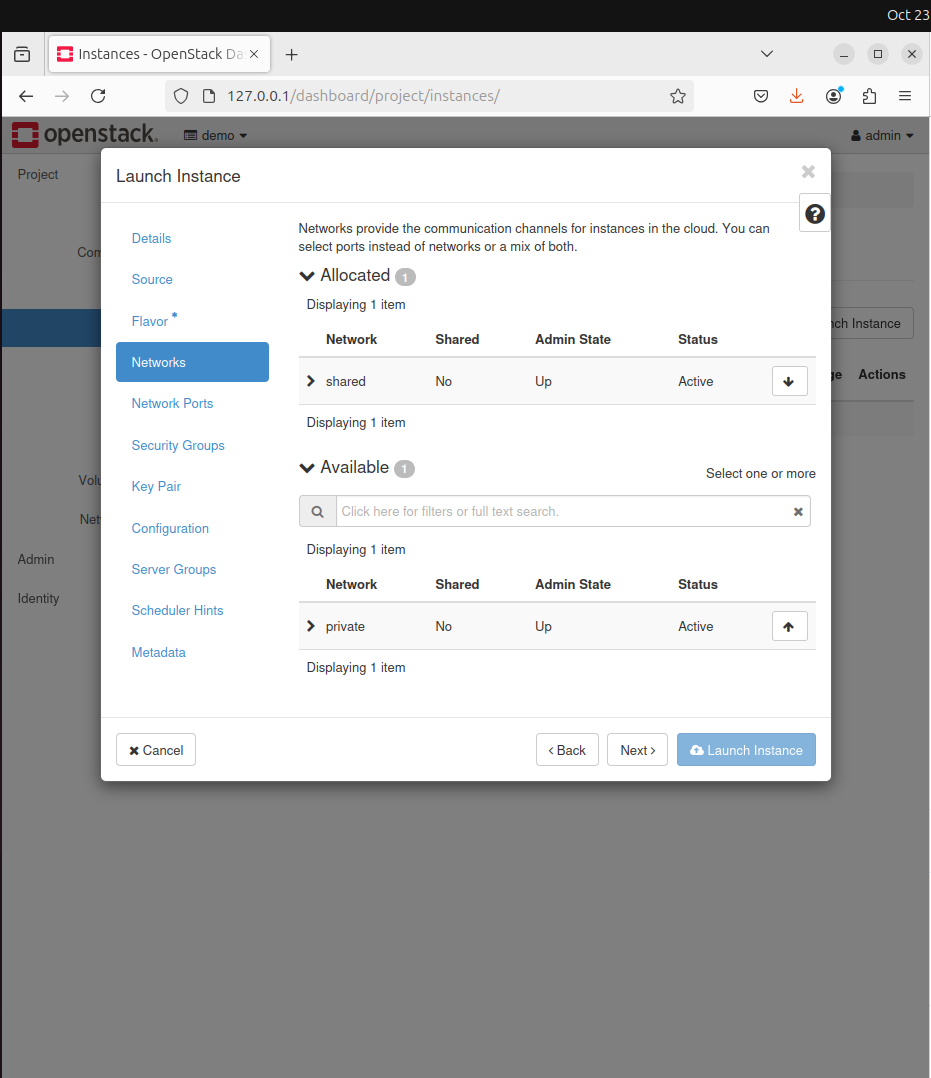 Oct 23
Instances - OpenStack Da
127.0.0.1/dashboard/project/instances/
openstack.
demo
admin
Project
Launch Instance
Details
Source
Flavor *
Networks
Network Ports
Security Groups
Key Pair
Configuration
Server Groups
Scheduler Hints
Metadata
Networks provide the communication channels for instances in the cloud. You can
select ports instead of networks or a mix of both.
Allocated 1
Displaying 1 item
Network Shared Admin State Status
shared No Up Active
Displaying 1 item
Available 1
Select one or more
Click here for filters or full text search.
Displaying 1 item
Network Shared Admin State Status
private No Up Active
Displaying 1 item
Cancel
Back
Next
Launch Instance
Com
Volu
Net
Admin
Identity
nch Instance
ge Actions